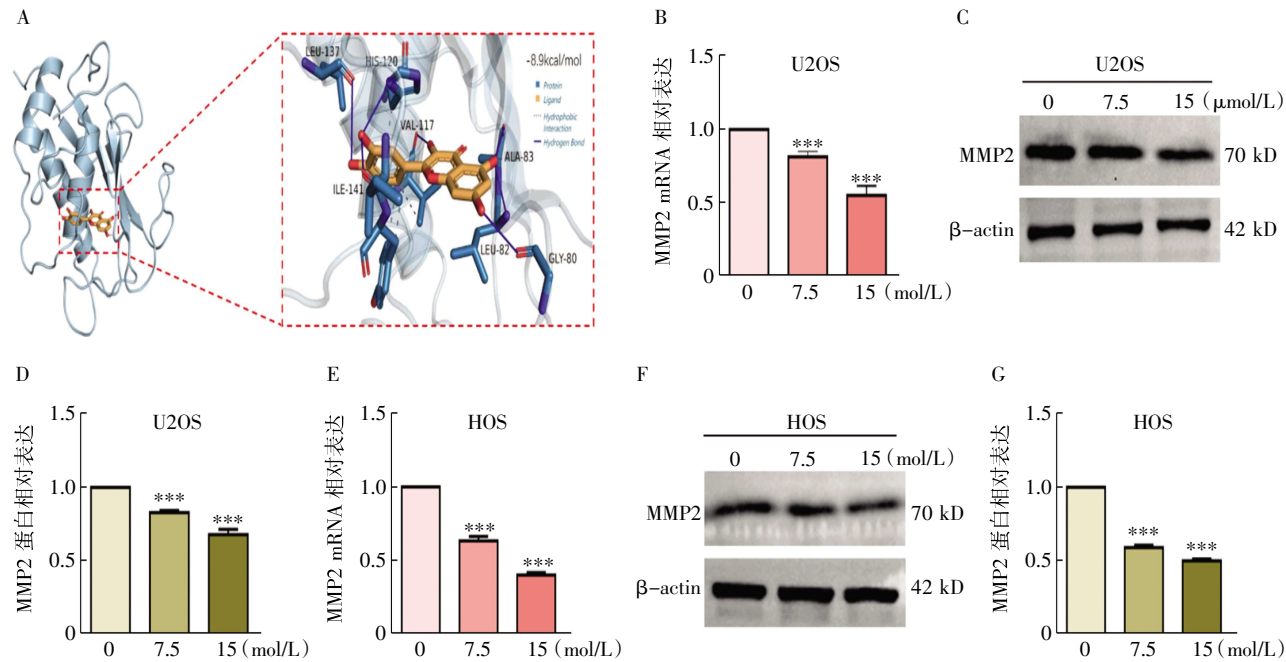 A
LEU-137
HIS-120
-8.9kcal/mol
Protein
Ligand
Hydrophobic
Interaction
Hydrogen Bond
VAL-117
ALA-83
ILE-141
LEU-82
GLY-80
B
U2OS
MMP2 mRNA 相对表达
1.5
1.0
0.5
0
***
***
0 7.5 15 (mol/L)
C
U2OS
0 7.5 15 (μmol/L)
MMP2 70 kD
β-actin 42 kD
D
U2OS
MMP2 蛋白相对表达
1.5
1.0
0.5
0
***
***
0 7.5 15 (mol/L)
E
HOS
MMP2 mRNA 相对表达
1.5
1.0
0.5
0
***
***
0 7.5 15 (mol/L)
F
HOS
0 7.5 15 (mol/L)
MMP2 70 kD
β-actin 42 kD
G
HOS
MMP2 蛋白相对表达
1.5
1.0
0.5
0
***
***
0 7.5 15 (mol/L)